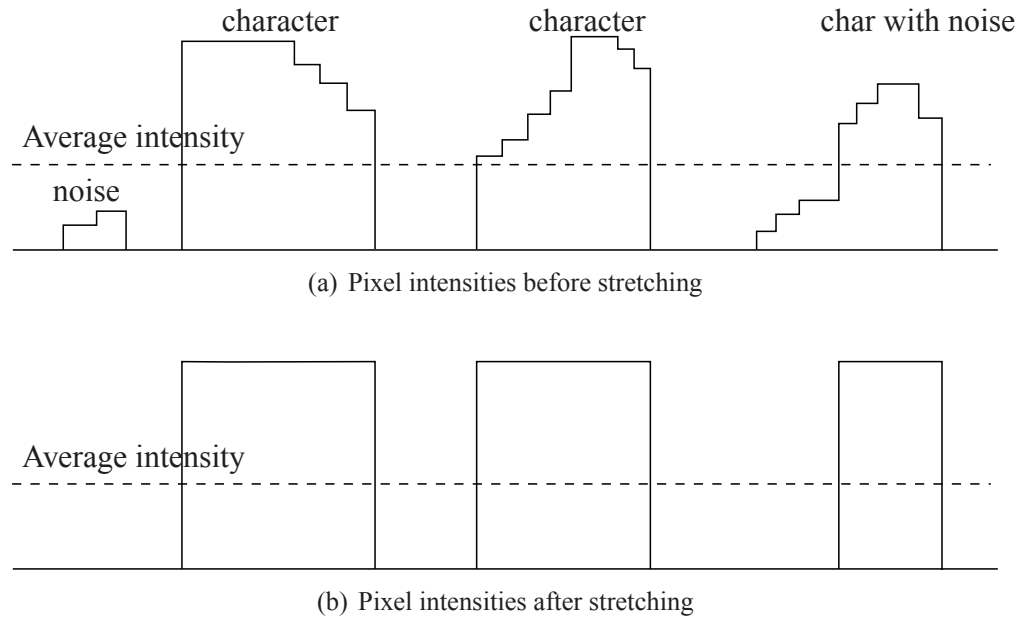 character character char with noise
Average intensity
noise
(a) Pixel intensities before stretching
Average intensity
(b) Pixel intensities after stretching